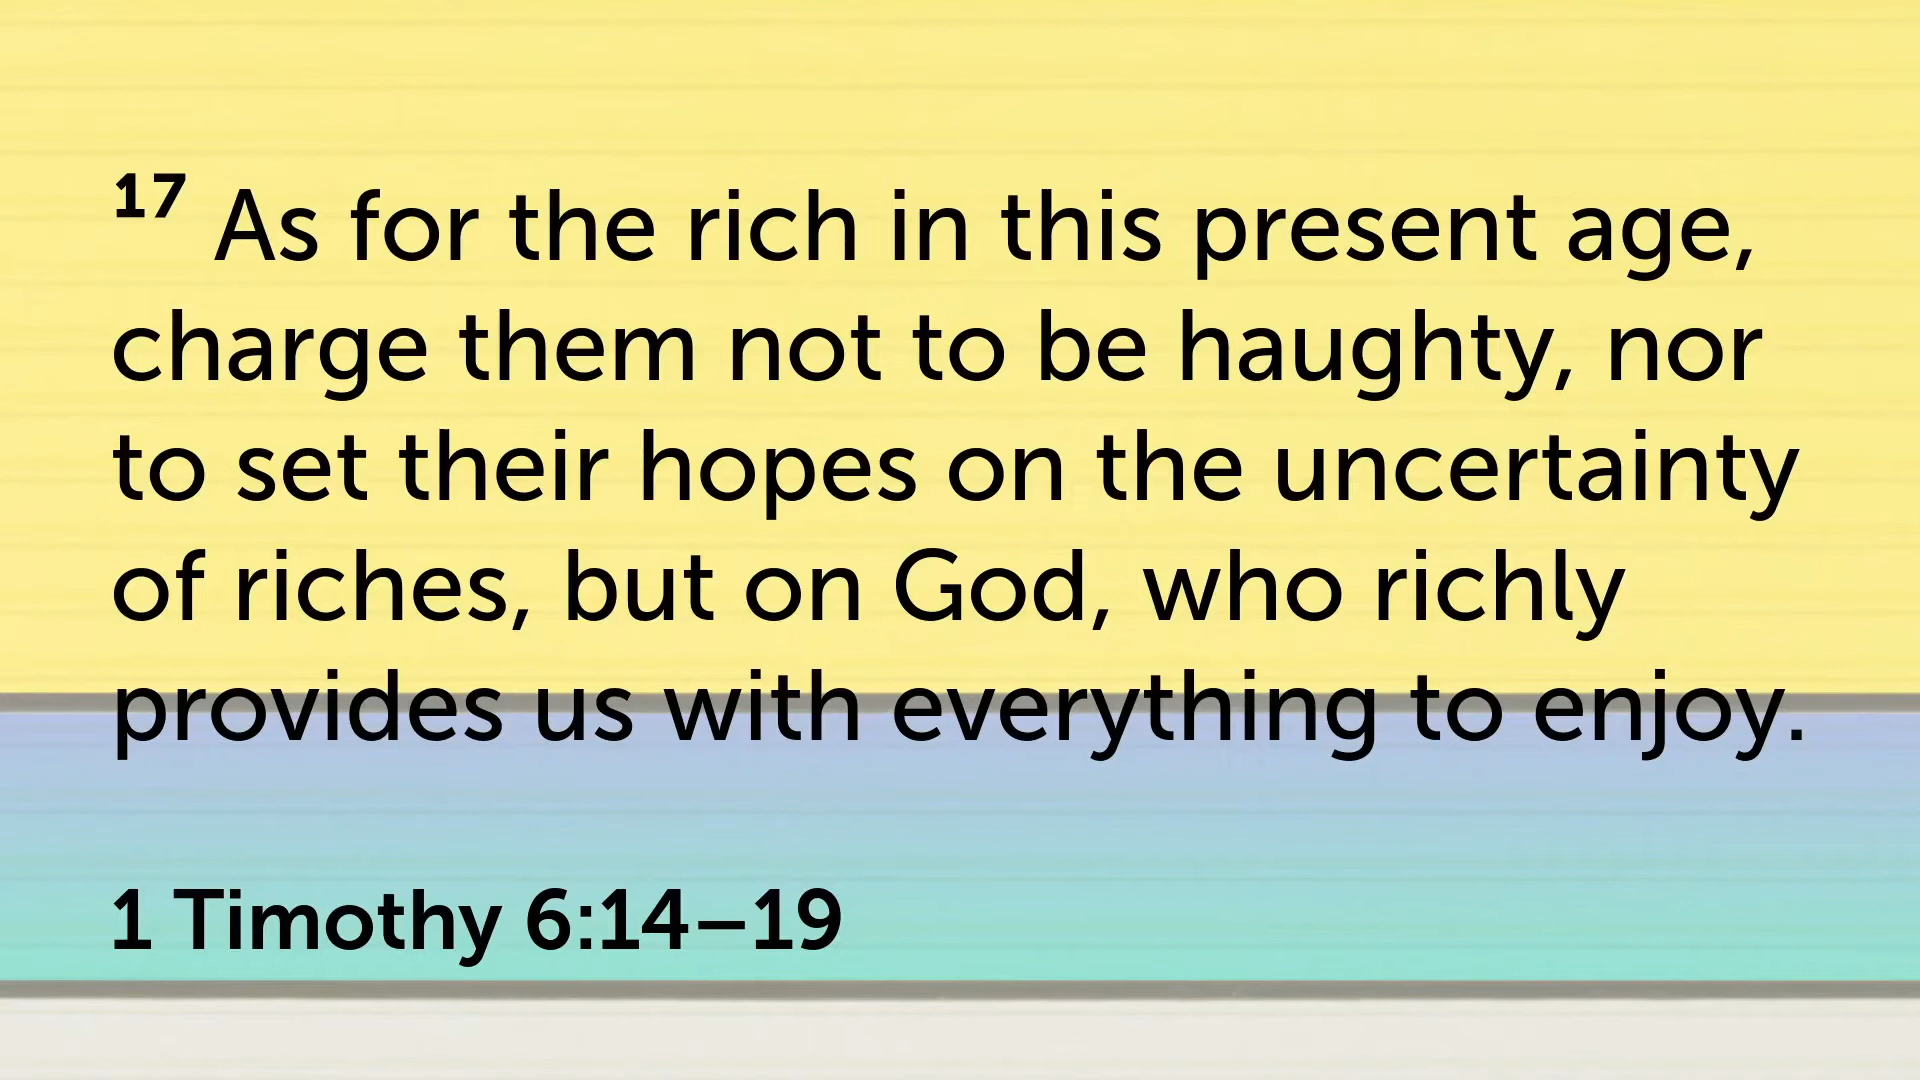 17 As for the rich in this present age,
charge them not to be haughty, nor
to set their hopes on the uncertainty
of riches, but on God, who richly
provides us with everything to enjoy.
1 Timothy 6:14–19